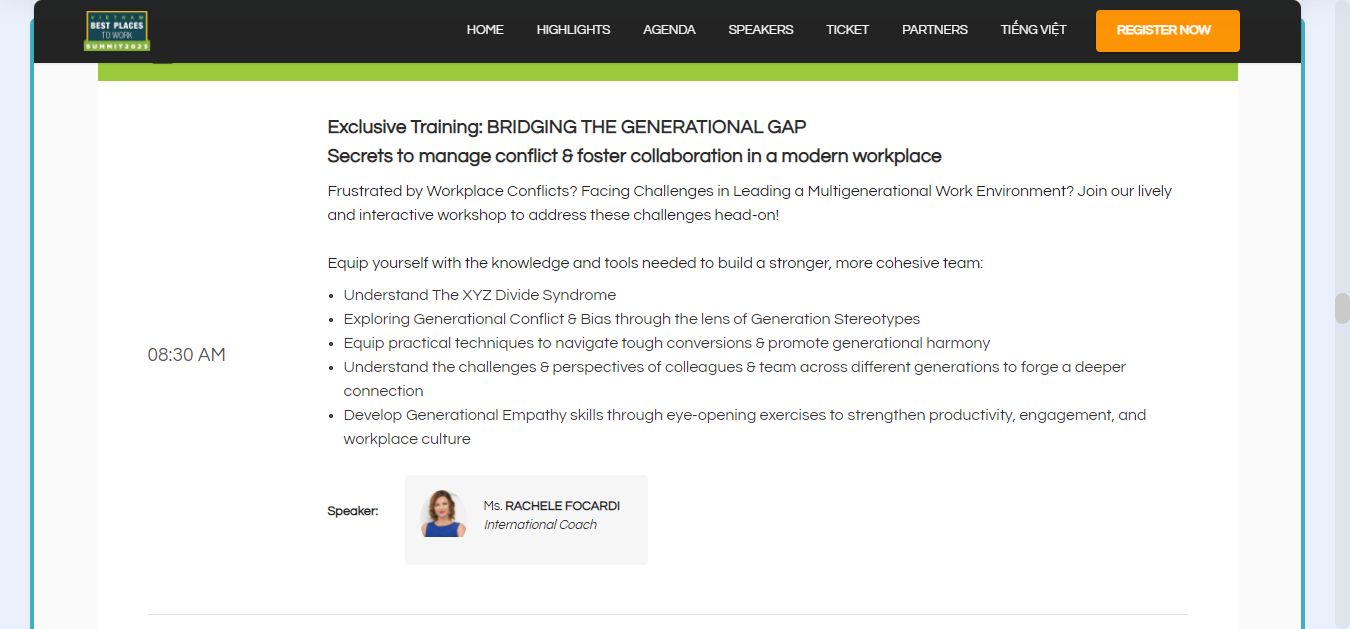 VIETNAM
BEST PLACES
TO WORK
SUMMIT2023
HOME
HIGHLIGHTS
AGENDA
SPEAKERS
TICKET
PARTNERS
TIẾNG VIỆT
REGISTER NOW
Exclusive Training: BRIDGING THE GENERATIONAL GAP
Secrets to manage conflict & foster collaboration in a modern workplace
Frustrated by Workplace Conflicts? Facing Challenges in Leading a Multigenerational Work Environment? Join our lively
and interactive workshop to address these challenges head-on!
Equip yourself with the knowledge and tools needed to build a stronger, more cohesive team:
• Understand The XYZ Divide Syndrome
• Exploring Generational Conflict & Bias through the lens of Generation Stereotypes
• Equip practical techniques to navigate tough conversions & promote generational harmony
08:30 AM
• Understand the challenges & perspectives of colleagues & team across different generations to forge a deeper
connection
• Develop Generational Empathy skills through eye-opening exercises to strengthen productivity, engagement, and
workplace culture
Speaker:
Ms. RACHELE FOCARDI
International Coach